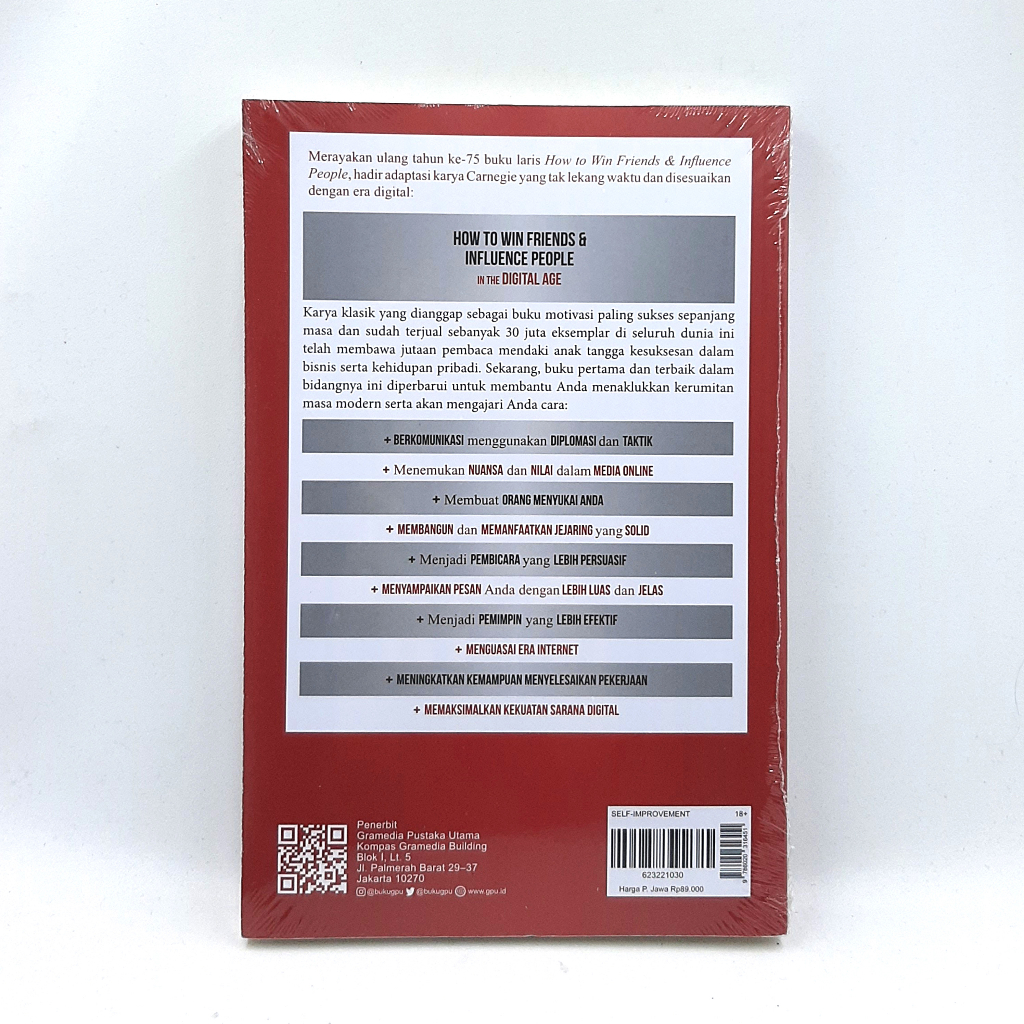 Merayakan ulang tahun ke-75 buku laris How to Win Friends & Influence
People, hadir adaptasi karya Carnegie yang tak lekang waktu dan disesuaikan
dengan era digital:
HOW TO WIN FRIENDS &
INFLUENCE PEOPLE
IN THE DIGITAL AGE
Karya klasik yang dianggap sebagai buku motivasi paling sukses sepanjang
masa dan sudah terjual sebanyak 30 juta eksemplar di seluruh dunia ini
telah membawa jutaan pembaca mendaki anak tangga kesuksesan dalam
bisnis serta kehidupan pribadi. Sekarang, buku pertama dan terbaik dalam
bidangnya ini diperbarui untuk membantu Anda menaklukkan kerumitan
masa modern serta akan mengajari Anda cara:
+ BERKOMUNIKASI menggunakan DIPLOMASI dan TAKTIK
+ Menemukan NUANSA dan NILAI dalam MEDIA ONLINE
+ Membuat ORANG MENYUKAI ANDA
+ MEMBANGUN dan MEMANFAATKAN JEJARING yang SOLID
+ Menjadi PEMBICARA yang LEBIH PERSUASIF
+ MENYAMPAIKAN PESAN Anda dengan LEBIH LUAS dan JELAS
+ Menjadi PEMIMPIN yang LEBIH EFEKTIF
+ MENGUASAI ERA INTERNET
+ MENINGKATKAN KEMAMPUAN MENYELESAIKAN PEKERJAAN
+ MEMAKSIMALKAN KEKUATAN SARANA DIGITAL
Penerbit
Gramedia Pustaka Utama
Kompas Gramedia Building
Blok I, Lt. 5
Jl. Palmerah Barat 29–37
Jakarta 10270
@bukugpu @bukugpu www.gpu.id
SELF-IMPROVEMENT 18+
623221030
Harga P. Jawa Rp89.000
9 786020 316451